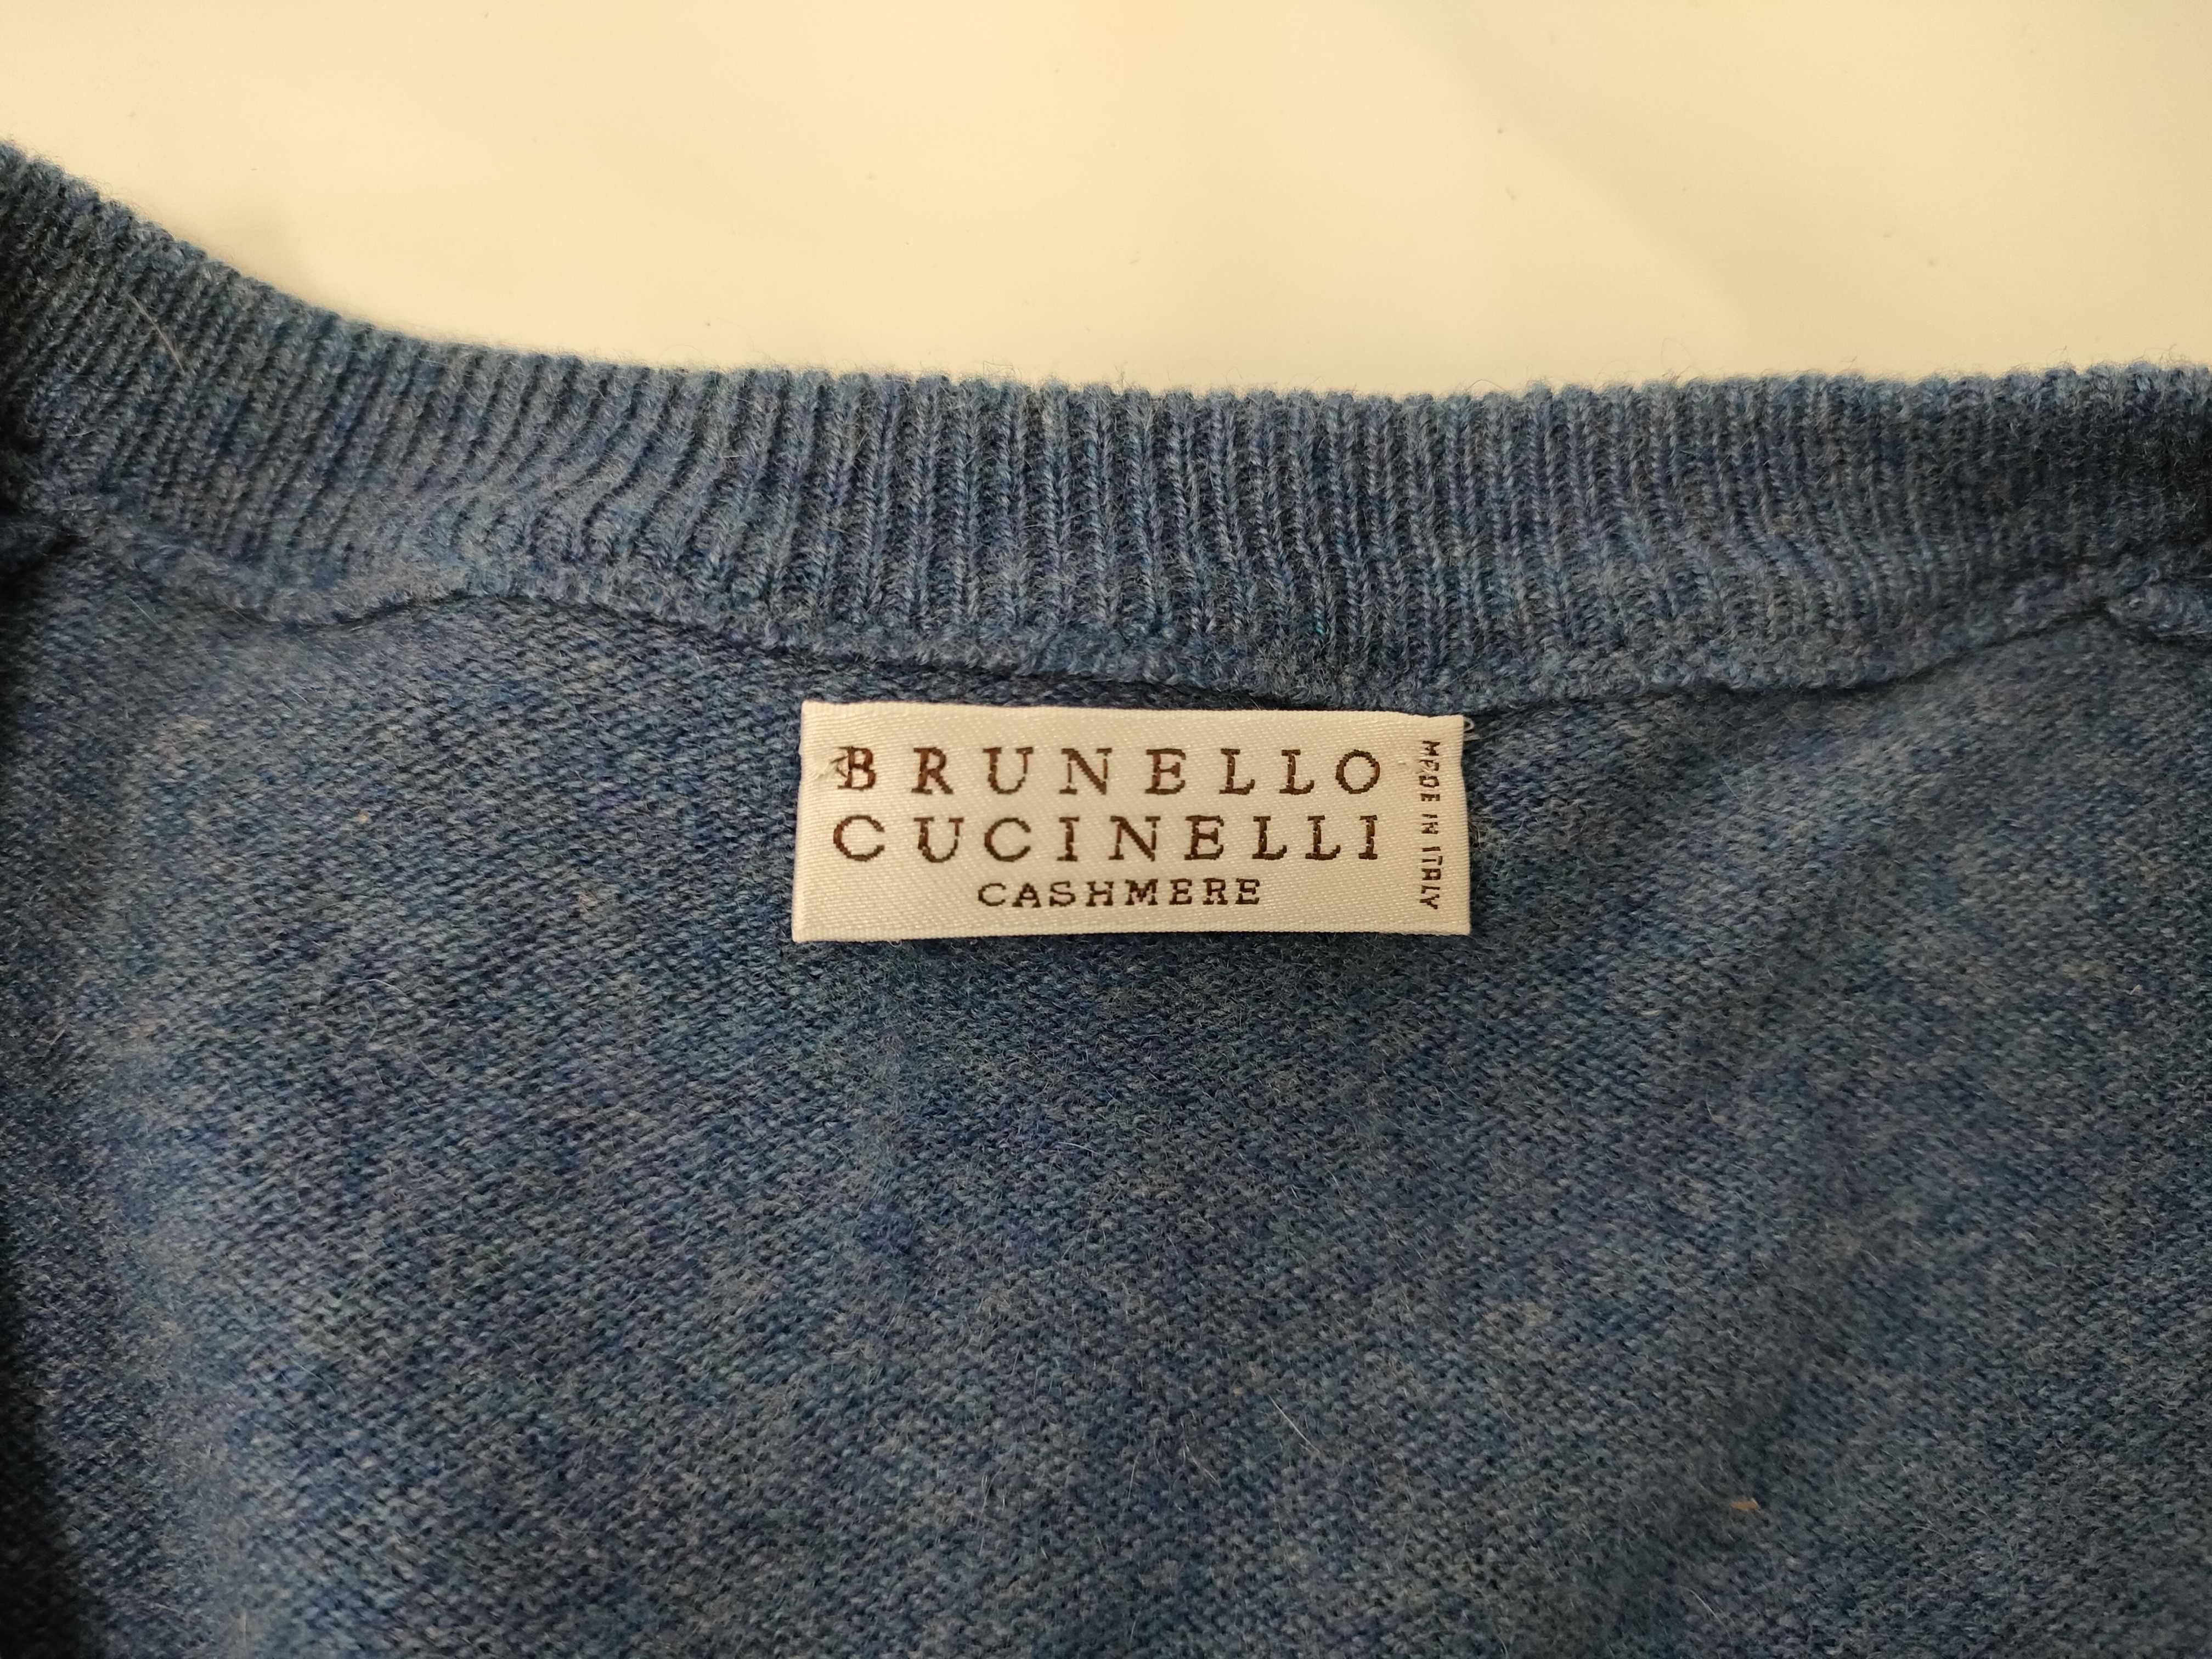 BRUNELLO
CUCINELLI
CASHMERE
MADE IN ITALY